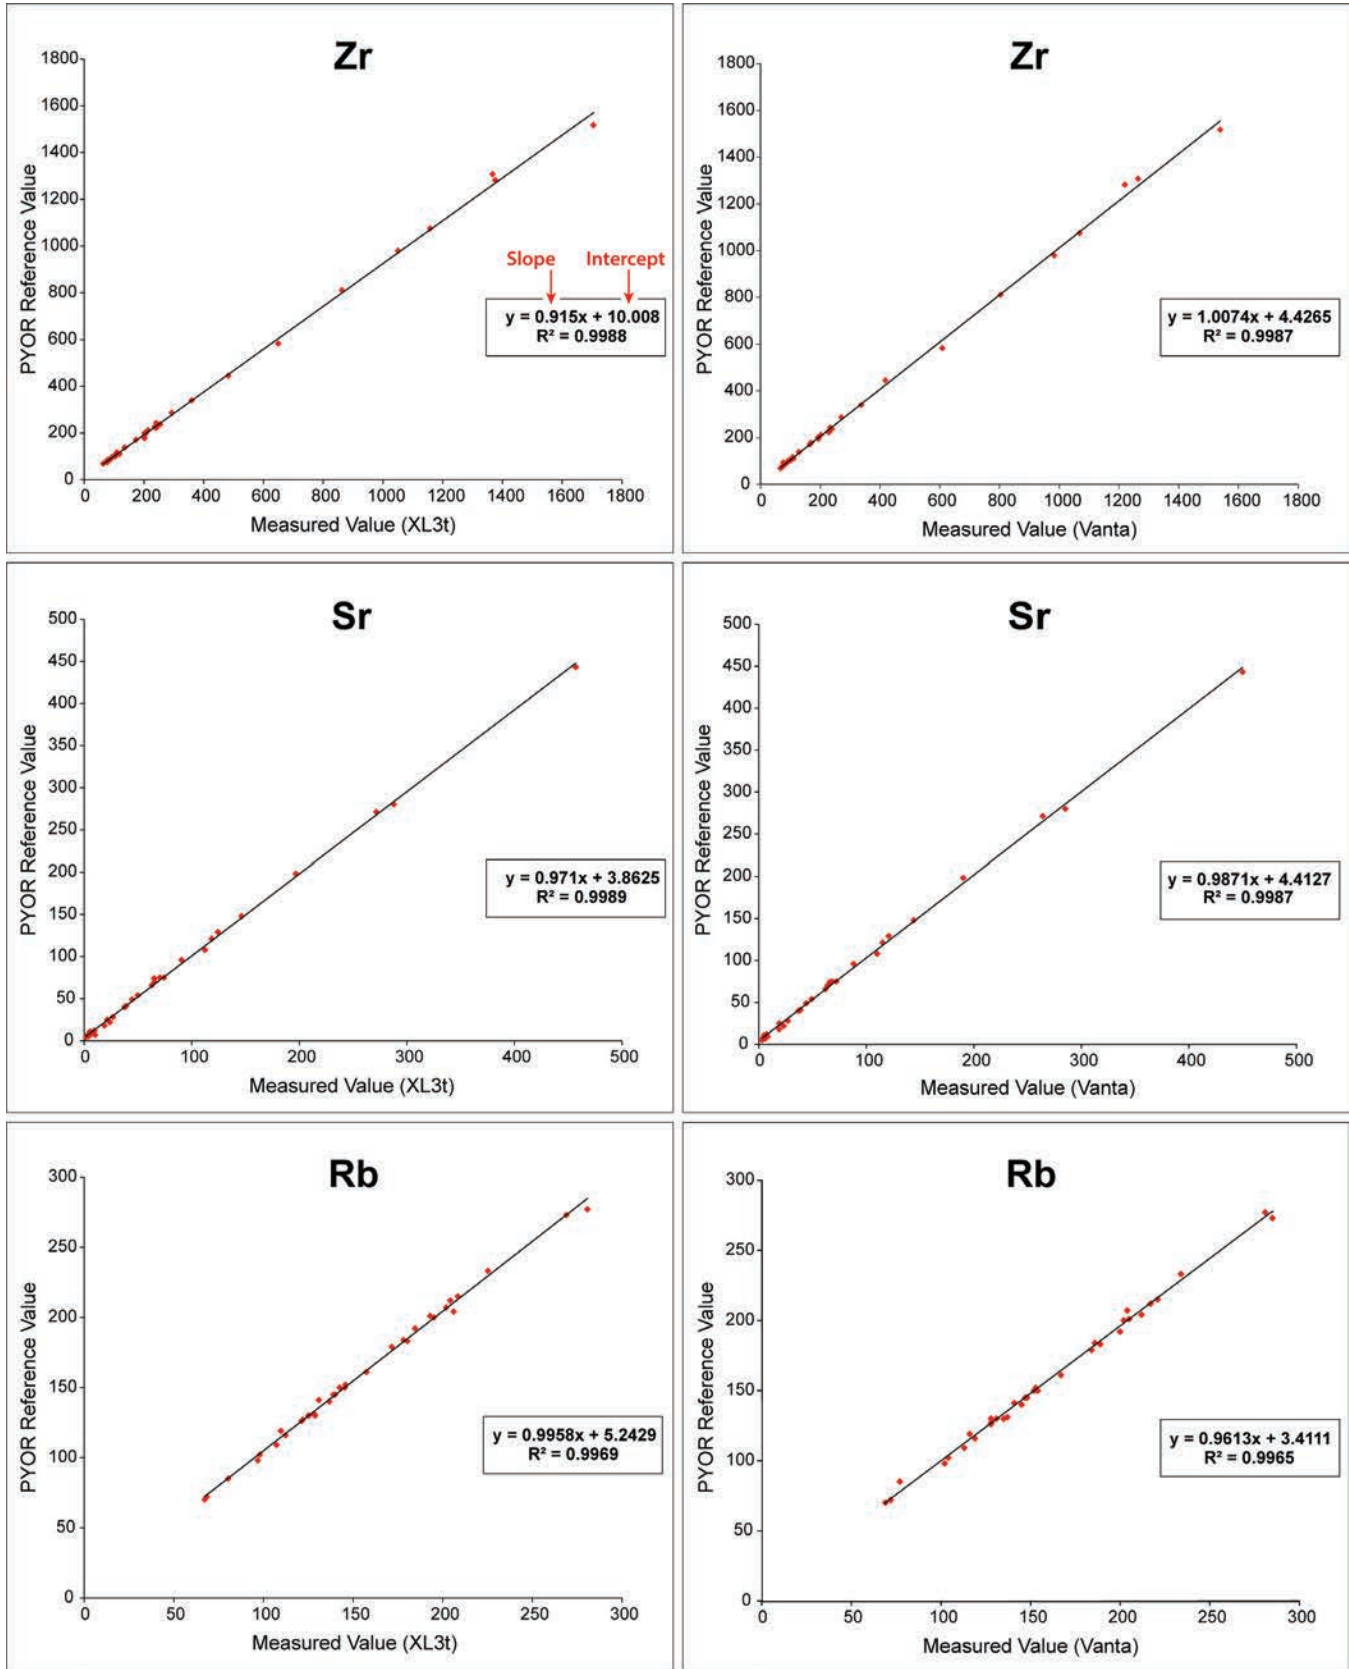 Zr
PYOR Reference Value
1800
1600
1400
1200
1000
800
600
400
200
0
Slope Intercept
y = 0.915x + 10.008
R² = 0.9988
0 200 400 600 800 1000 1200 1400 1600 1800
Measured Value (XL3t)
Zr
PYOR Reference Value
1800
1600
1400
1200
1000
800
600
400
200
0
y = 1.0074x + 4.4265
R² = 0.9987
0 200 400 600 800 1000 1200 1400 1600 1800
Measured Value (Vanta)
Sr
PYOR Reference Value
500
450
400
350
300
250
200
150
100
50
0
y = 0.971x + 3.8625
R² = 0.9989
0 100 200 300 400 500
Measured Value (XL3t)
Sr
PYOR Reference Value
500
450
400
350
300
250
200
150
100
50
0
y = 0.9871x + 4.4127
R² = 0.9987
0 100 200 300 400 500
Measured Value (Vanta)
Rb
PYOR Reference Value
300
250
200
150
100
50
0
y = 0.9958x + 5.2429
R² = 0.9969
0 50 100 150 200 250 300
Measured Value (XL3t)
Rb
PYOR Reference Value
300
250
200
150
100
50
0
y = 0.9613x + 3.4111
R² = 0.9965
0 50 100 150 200 250 300
Measured Value (Vanta)